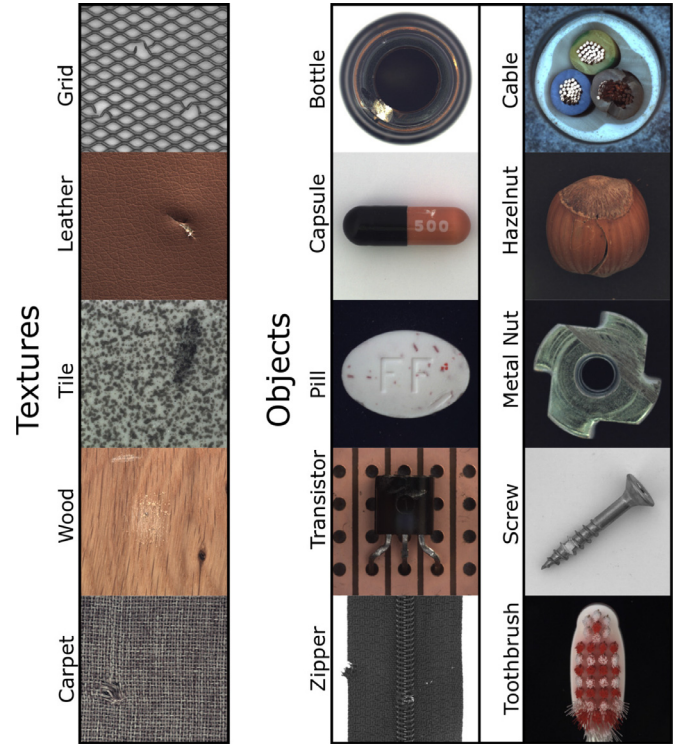 Textures
Grid
Leather
Tile
Wood
Carpet
Objects
Bottle
Capsule
500
Pill
FF
Transistor
Zipper
Cable
Hazelnut
Metal Nut
Screw
Toothbrush